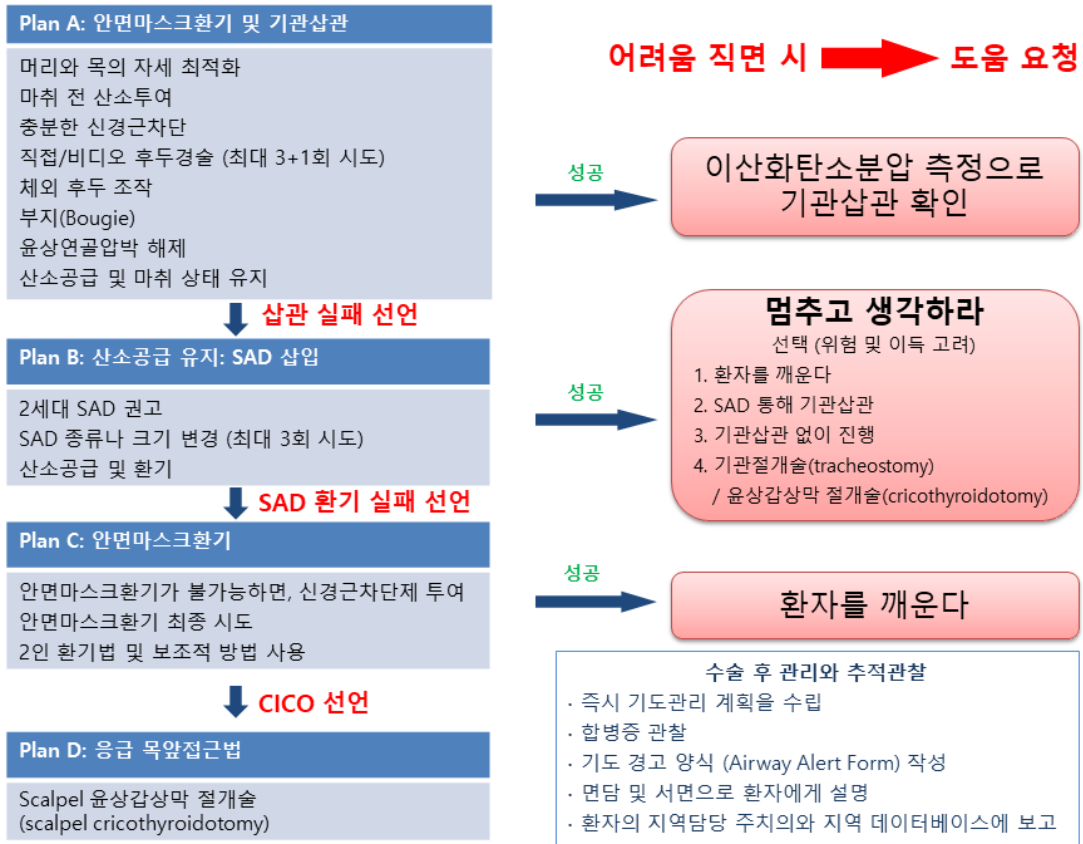 Plan A: 안면마스크환기 및 기관삽관
머리와 목의 자세 최적화
마취 전 산소투여
충분한 신경근차단
직접/비디오 후두경술 (최대 3+1회 시도)
체외 후두 조작
부지(Bougie)
윤상연골압박 해제
산소공급 및 마취 상태 유지
어려움 직면 시
도움 요청
성공
이산화탄소분압 측정으로
기관삽관 확인
삽관 실패 선언
Plan B: 산소공급 유지: SAD 삽입
2세대 SAD 권고
SAD 종류나 크기 변경 (최대 3회 시도)
산소공급 및 환기
성공
멈추고 생각하라
선택 (위험 및 이득 고려)
1. 환자를 깨운다
2. SAD 통해 기관삽관
3. 기관삽관 없이 진행
4. 기관절개술(tracheostomy)
/ 윤상갑상막 절개술(cricothyroidotomy)
SAD 환기 실패 선언
Plan C: 안면마스크환기
안면마스크환기가 불가능하면, 신경근차단제 투여
안면마스크환기 최종 시도
2인 환기법 및 보조적 방법 사용
성공
환자를 깨운다
CICO 선언
Plan D: 응급 목앞접근법
Scalpel 윤상갑상막 절개술
(scalpel cricothyroidotomy)
수술 후 관리와 추적관찰
· 즉시 기도관리 계획을 수립
· 합병증 관찰
· 기도 경고 양식 (Airway Alert Form) 작성
· 면담 및 서면으로 환자에게 설명
· 환자의 지역담당 주치의와 지역 데이터베이스에 보고